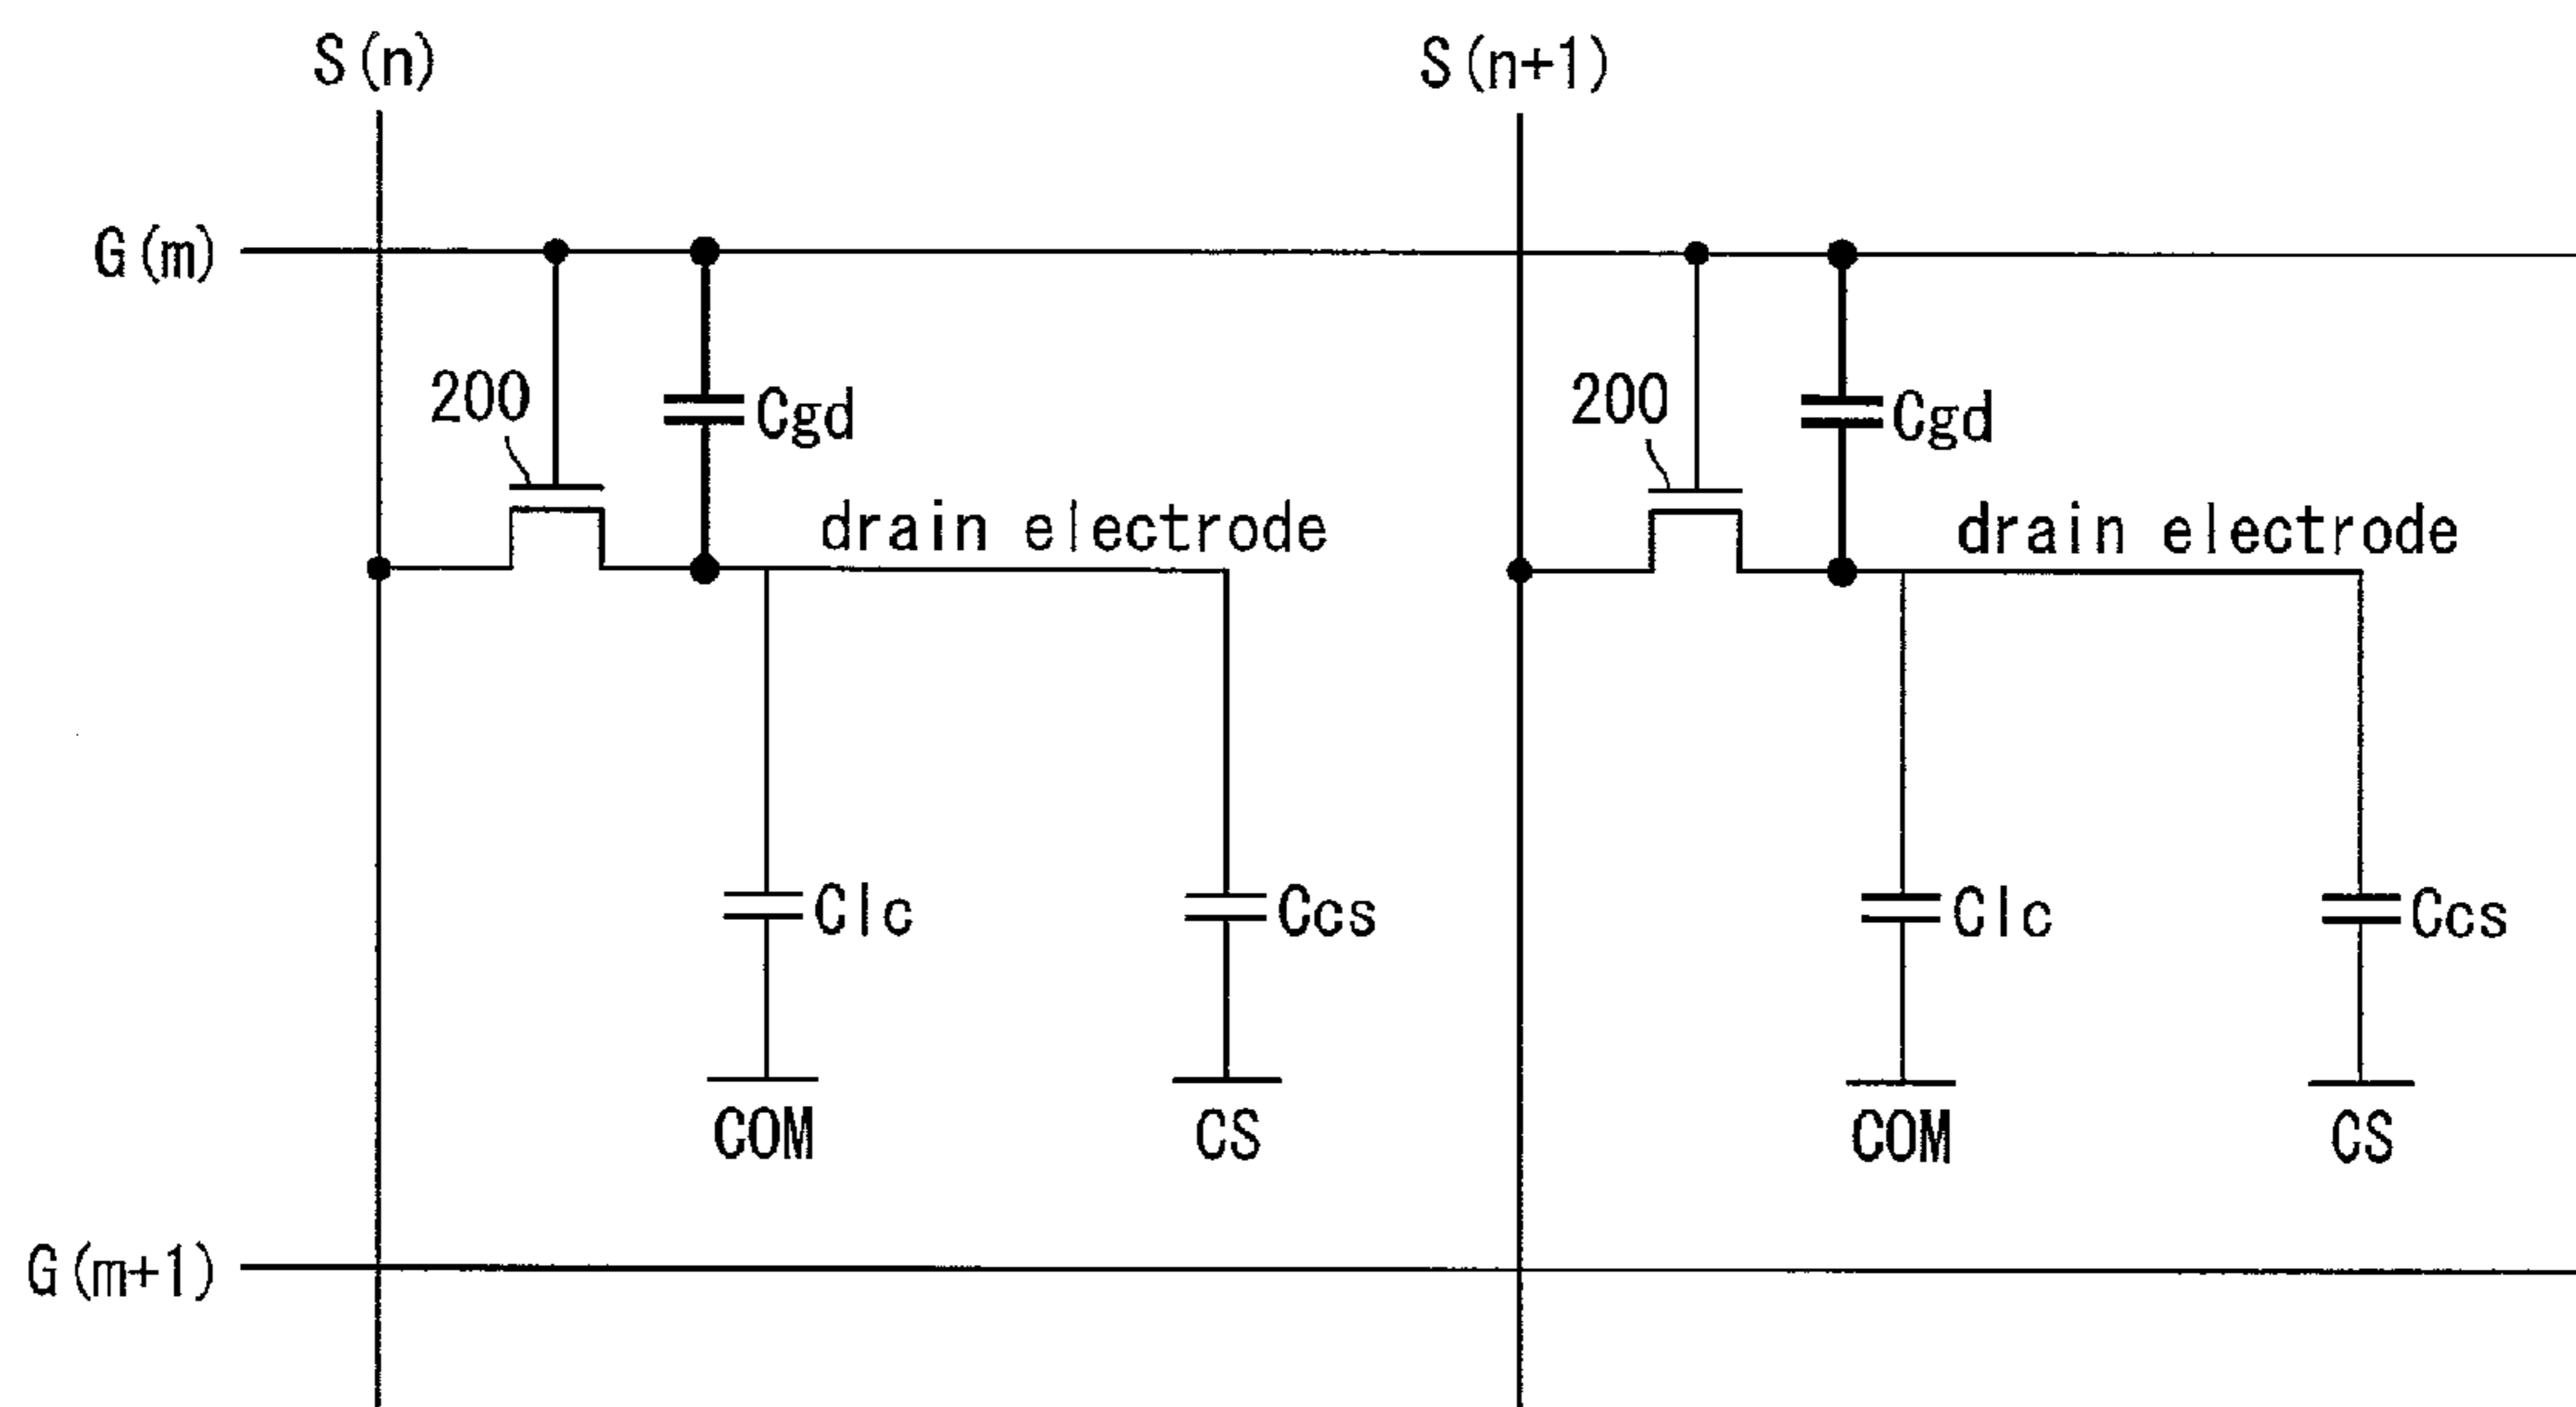 S(n)
S(n+1)
G(m)
200
Cgd
200
Cgd
drain electrode
drain electrode
Clc
Ccs
Clc
Ccs
COM
CS
COM
CS
G(m+1)